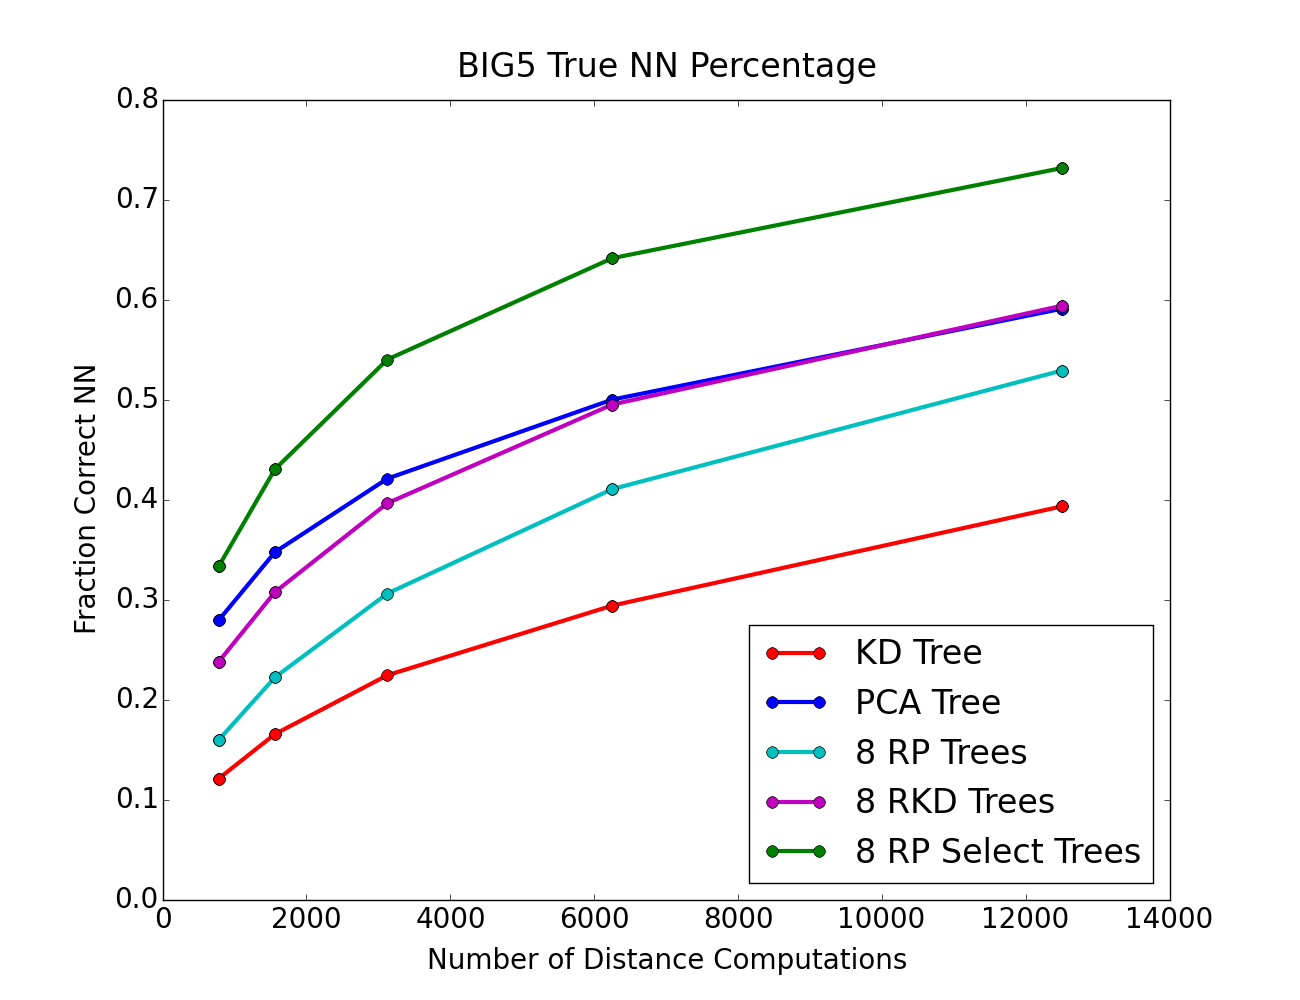 BIG5 True NN Percentage
0.8
0.7
0.6
0.5
0.4
0.3
0.2
0.1
0.0
Fraction Correct NN
KD Tree
PCA Tree
8 RP Trees
8 RKD Trees
8 RP Select Trees
0 2000 4000 6000 8000 10000 12000 14000
Number of Distance Computations